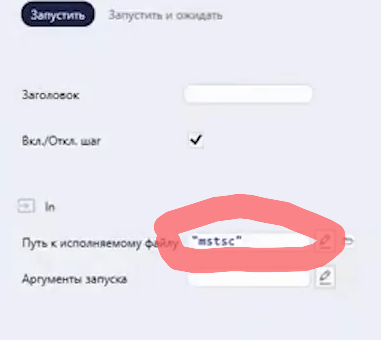 Запустить Запустить и ожидать
Заголовок
Вкл./Откл. шаг
In
Путь к исполняемому файлу "mstsc"
Аргументы запуска